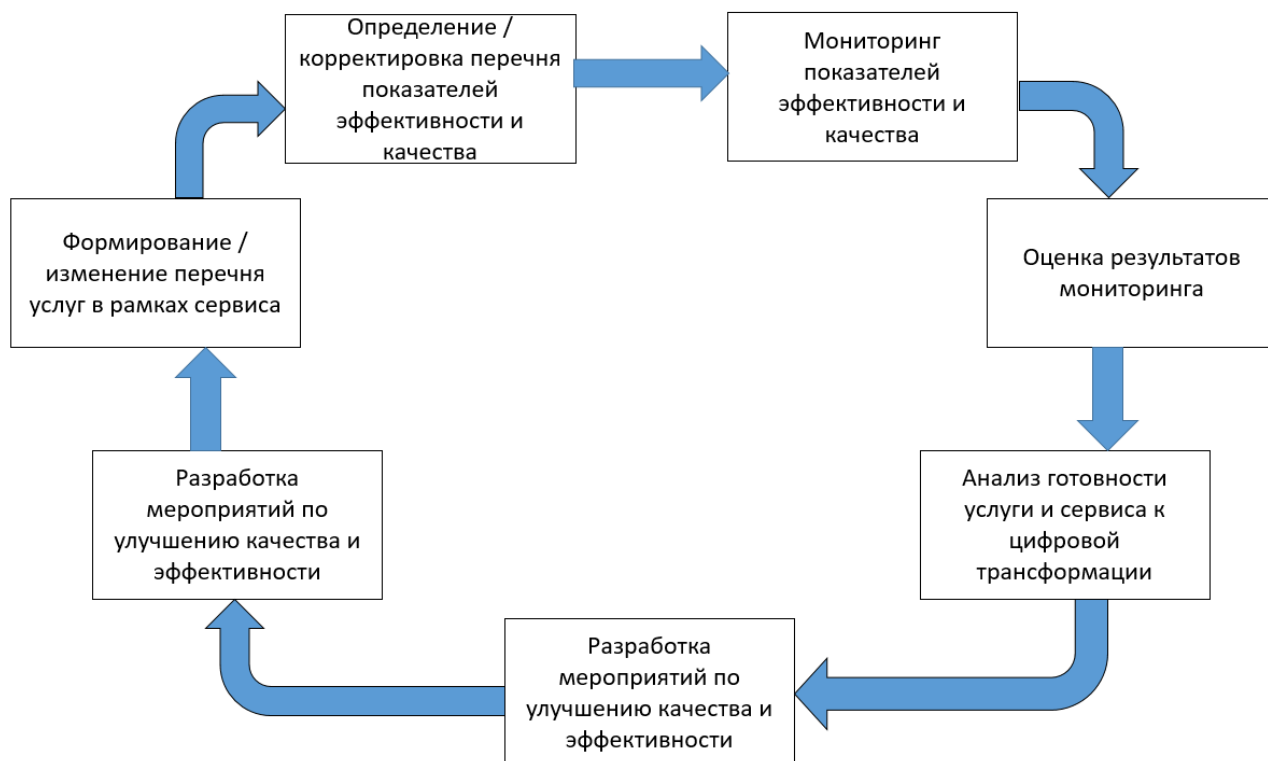 Определение /
корректировка перечня
показателей
эффективности и
качества
Мониторинг
показателей
эффективности и
качества
Формирование /
изменение перечня
услуг в рамках сервиса
Оценка результатов
мониторинга
Разработка
мероприятий по
улучшению качества и
эффективности
Анализ готовности
услуги и сервиса к
цифровой
трансформации
Разработка
мероприятий по
улучшению качества и
эффективности